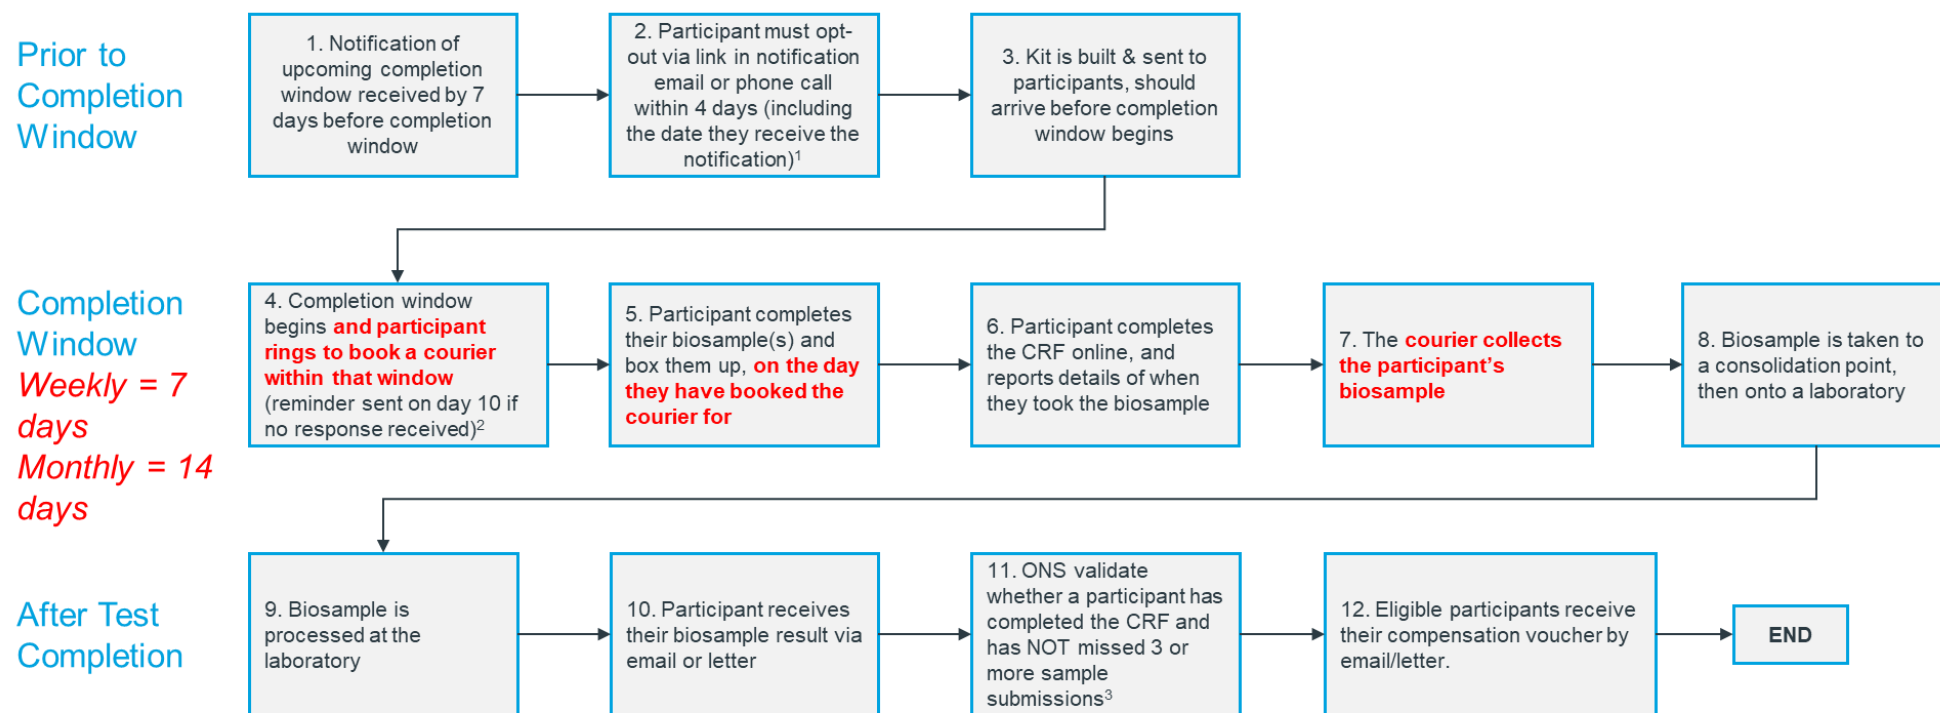 Prior to
Completion
Window
1. Notification of
upcoming completion
window received by 7
days before completion
window
2. Participant must opt-
out via link in notification
email or phone call
within 4 days (including
the date they receive the
notification)¹
3. Kit is built & sent to
participants, should
arrive before completion
window begins
Completion
Window
Weekly = 7
days
Monthly = 14
days
4. Completion window
begins and participant
rings to book a courier
within that window
(reminder sent on day 10 if
no response received)²
5. Participant completes
their biosample(s) and
box them up, on the day
they have booked the
courier for
6. Participant completes
the CRF online, and
reports details of when
they took the biosample
7. The courier collects
the participant's
biosample
8. Biosample is taken to
a consolidation point,
then onto a laboratory
After Test
Completion
9. Biosample is
processed at the
laboratory
10. Participant receives
their biosample result via
email or letter
11. ONS validate
whether a participant has
completed the CRF and
has NOT missed 3 or
more sample
submissions³
12. Eligible participants receive
their compensation voucher by
email/letter.
END